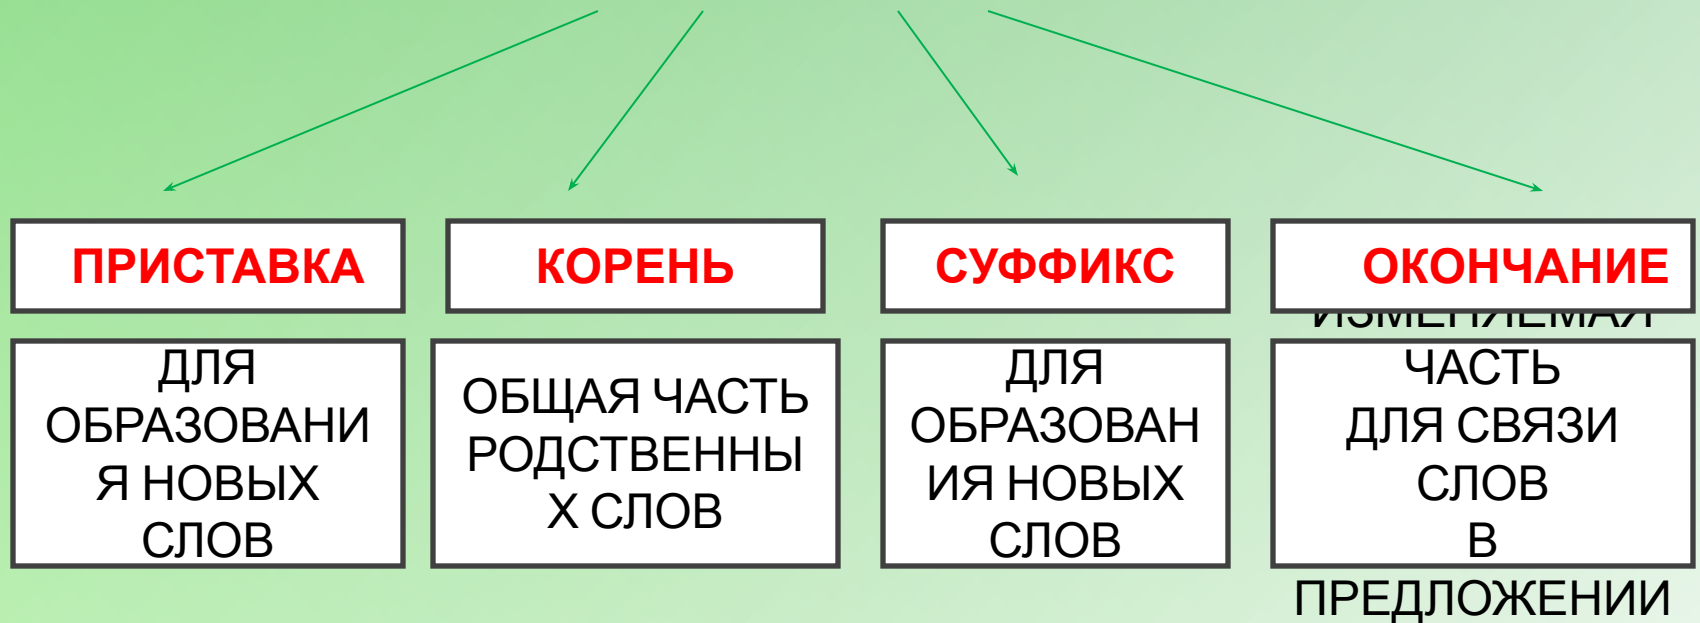 ПРИСТАВКА
ДЛЯ
ОБРАЗОВАНИ
Я НОВЫХ
СЛОВ
КОРЕНЬ
ОБЩАЯ ЧАСТЬ
РОДСТВЕННЫ
Х СЛОВ
СУФФИКС
ДЛЯ
ОБРАЗОВАН
ИЯ НОВЫХ
СЛОВ
ОКОНЧАНИЕ
ИЗМЕНЯЕМАЯ
ЧАСТЬ
ДЛЯ СВЯЗИ
СЛОВ
В
ПРЕДЛОЖЕНИИ